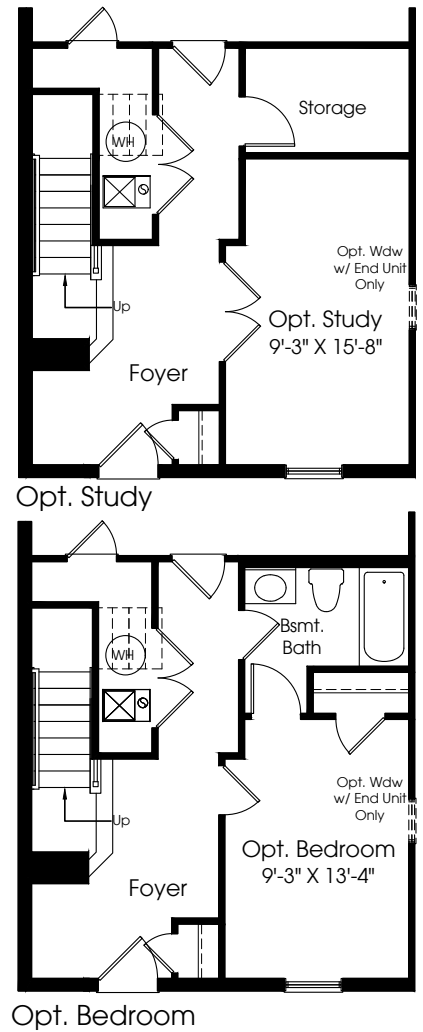 Storage
WH
Opt. Wdw
w/ End Unit
Only
Up
Opt. Study
9'-3" X 15'-8"
Foyer
Opt. Study
Bsmt.
Bath
WH
Opt. Wdw
w/ End Unit
Only
Up
Opt. Bedroom
9'-3" X 13'-4"
Foyer
Opt. Bedroom